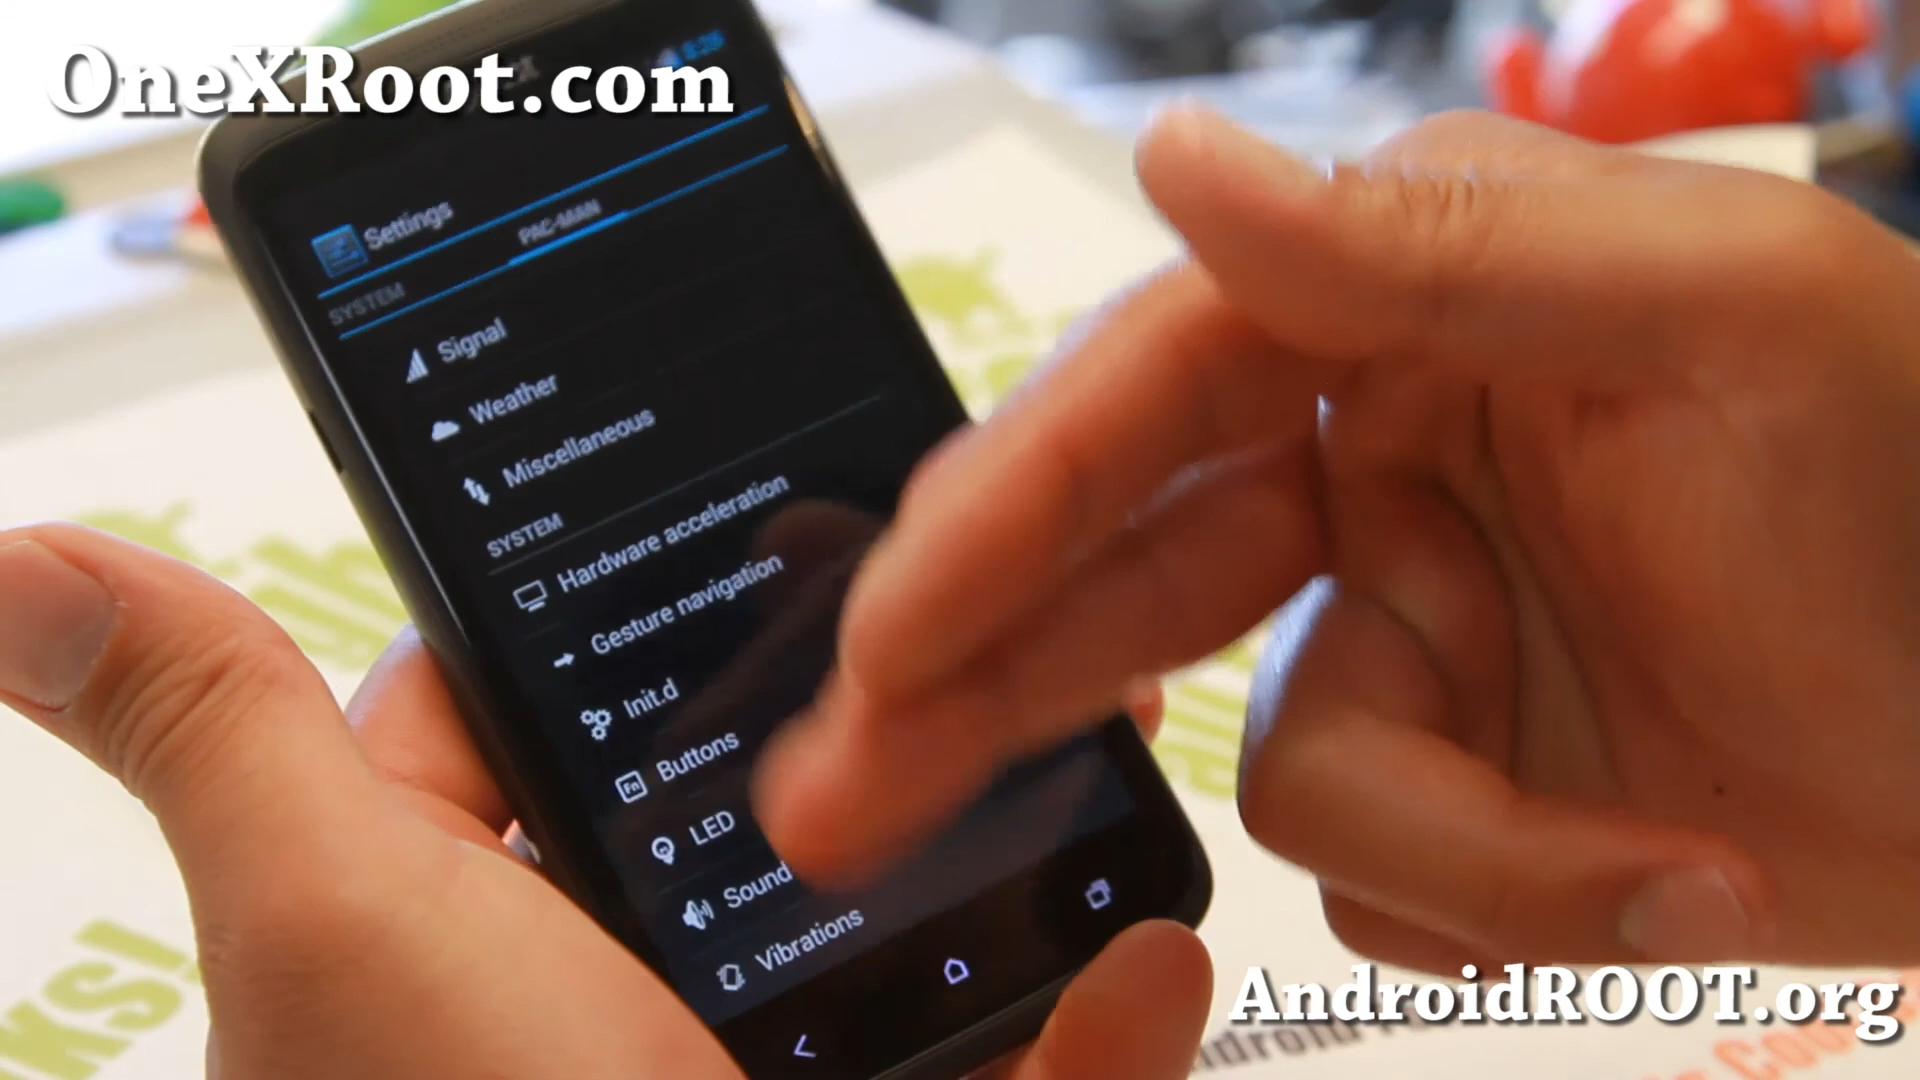 OneXRoot.com
Settings
SYSTEM
PAC-MAN
Signal
Weather
Miscellaneous
SYSTEM
Hardware acceleration
Gesture navigation
Init.d
Buttons
Fn
LED
Sound
Vibrations
AndroidROOT.org